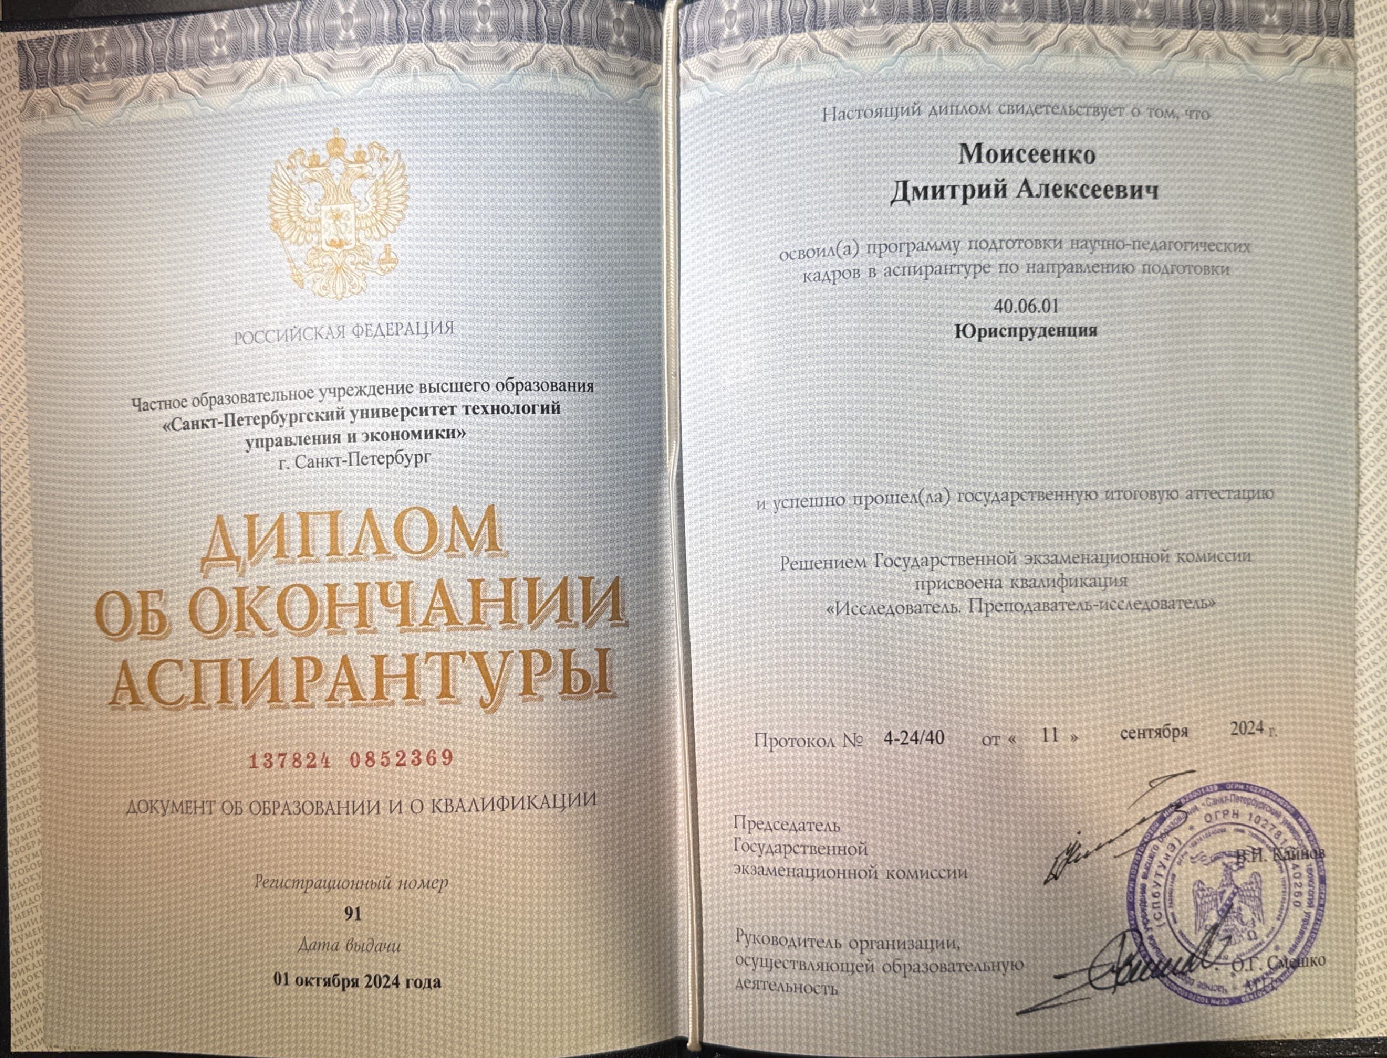 РОССИЙСКАЯ ФЕДЕРАЦИЯ
Частное образовательное учреждение высшего образования
«Санкт-Петербургский университет технологий
управления и экономики»
г. Санкт-Петербург
ДИПЛОМ
ОБ ОКОНЧАНИИ
АСПИРАНТУРЫ
137824 0852369
ДОКУМЕНТ ОБ ОБРАЗОВАНИИ И О КВАЛИФИКАЦИИ
Регистрационный номер
91
Дата выдачи
01 октября 2024 года
Настоящий диплом свидетельствует о том, что
Моисеенко
Дмитрий Алексеевич
освоил(а) программу подготовки научно-педагогических
кадров в аспирантуре по направлению подготовки
40.06.01
Юриспруденция
и успешно прошел(ла) государственную итоговую аттестацию
Решением Государственной экзаменационной комиссии
присвоена квалификация
«Исследователь. Преподаватель-исследователь»
Протокол № 4-24/40 от « 11 » сентября 2024 г.
Председатель
Государственной
экзаменационной комиссии
В.П. Клинов
Руководитель организации,
осуществляющей образовательную
деятельность
О.Г. Смешко